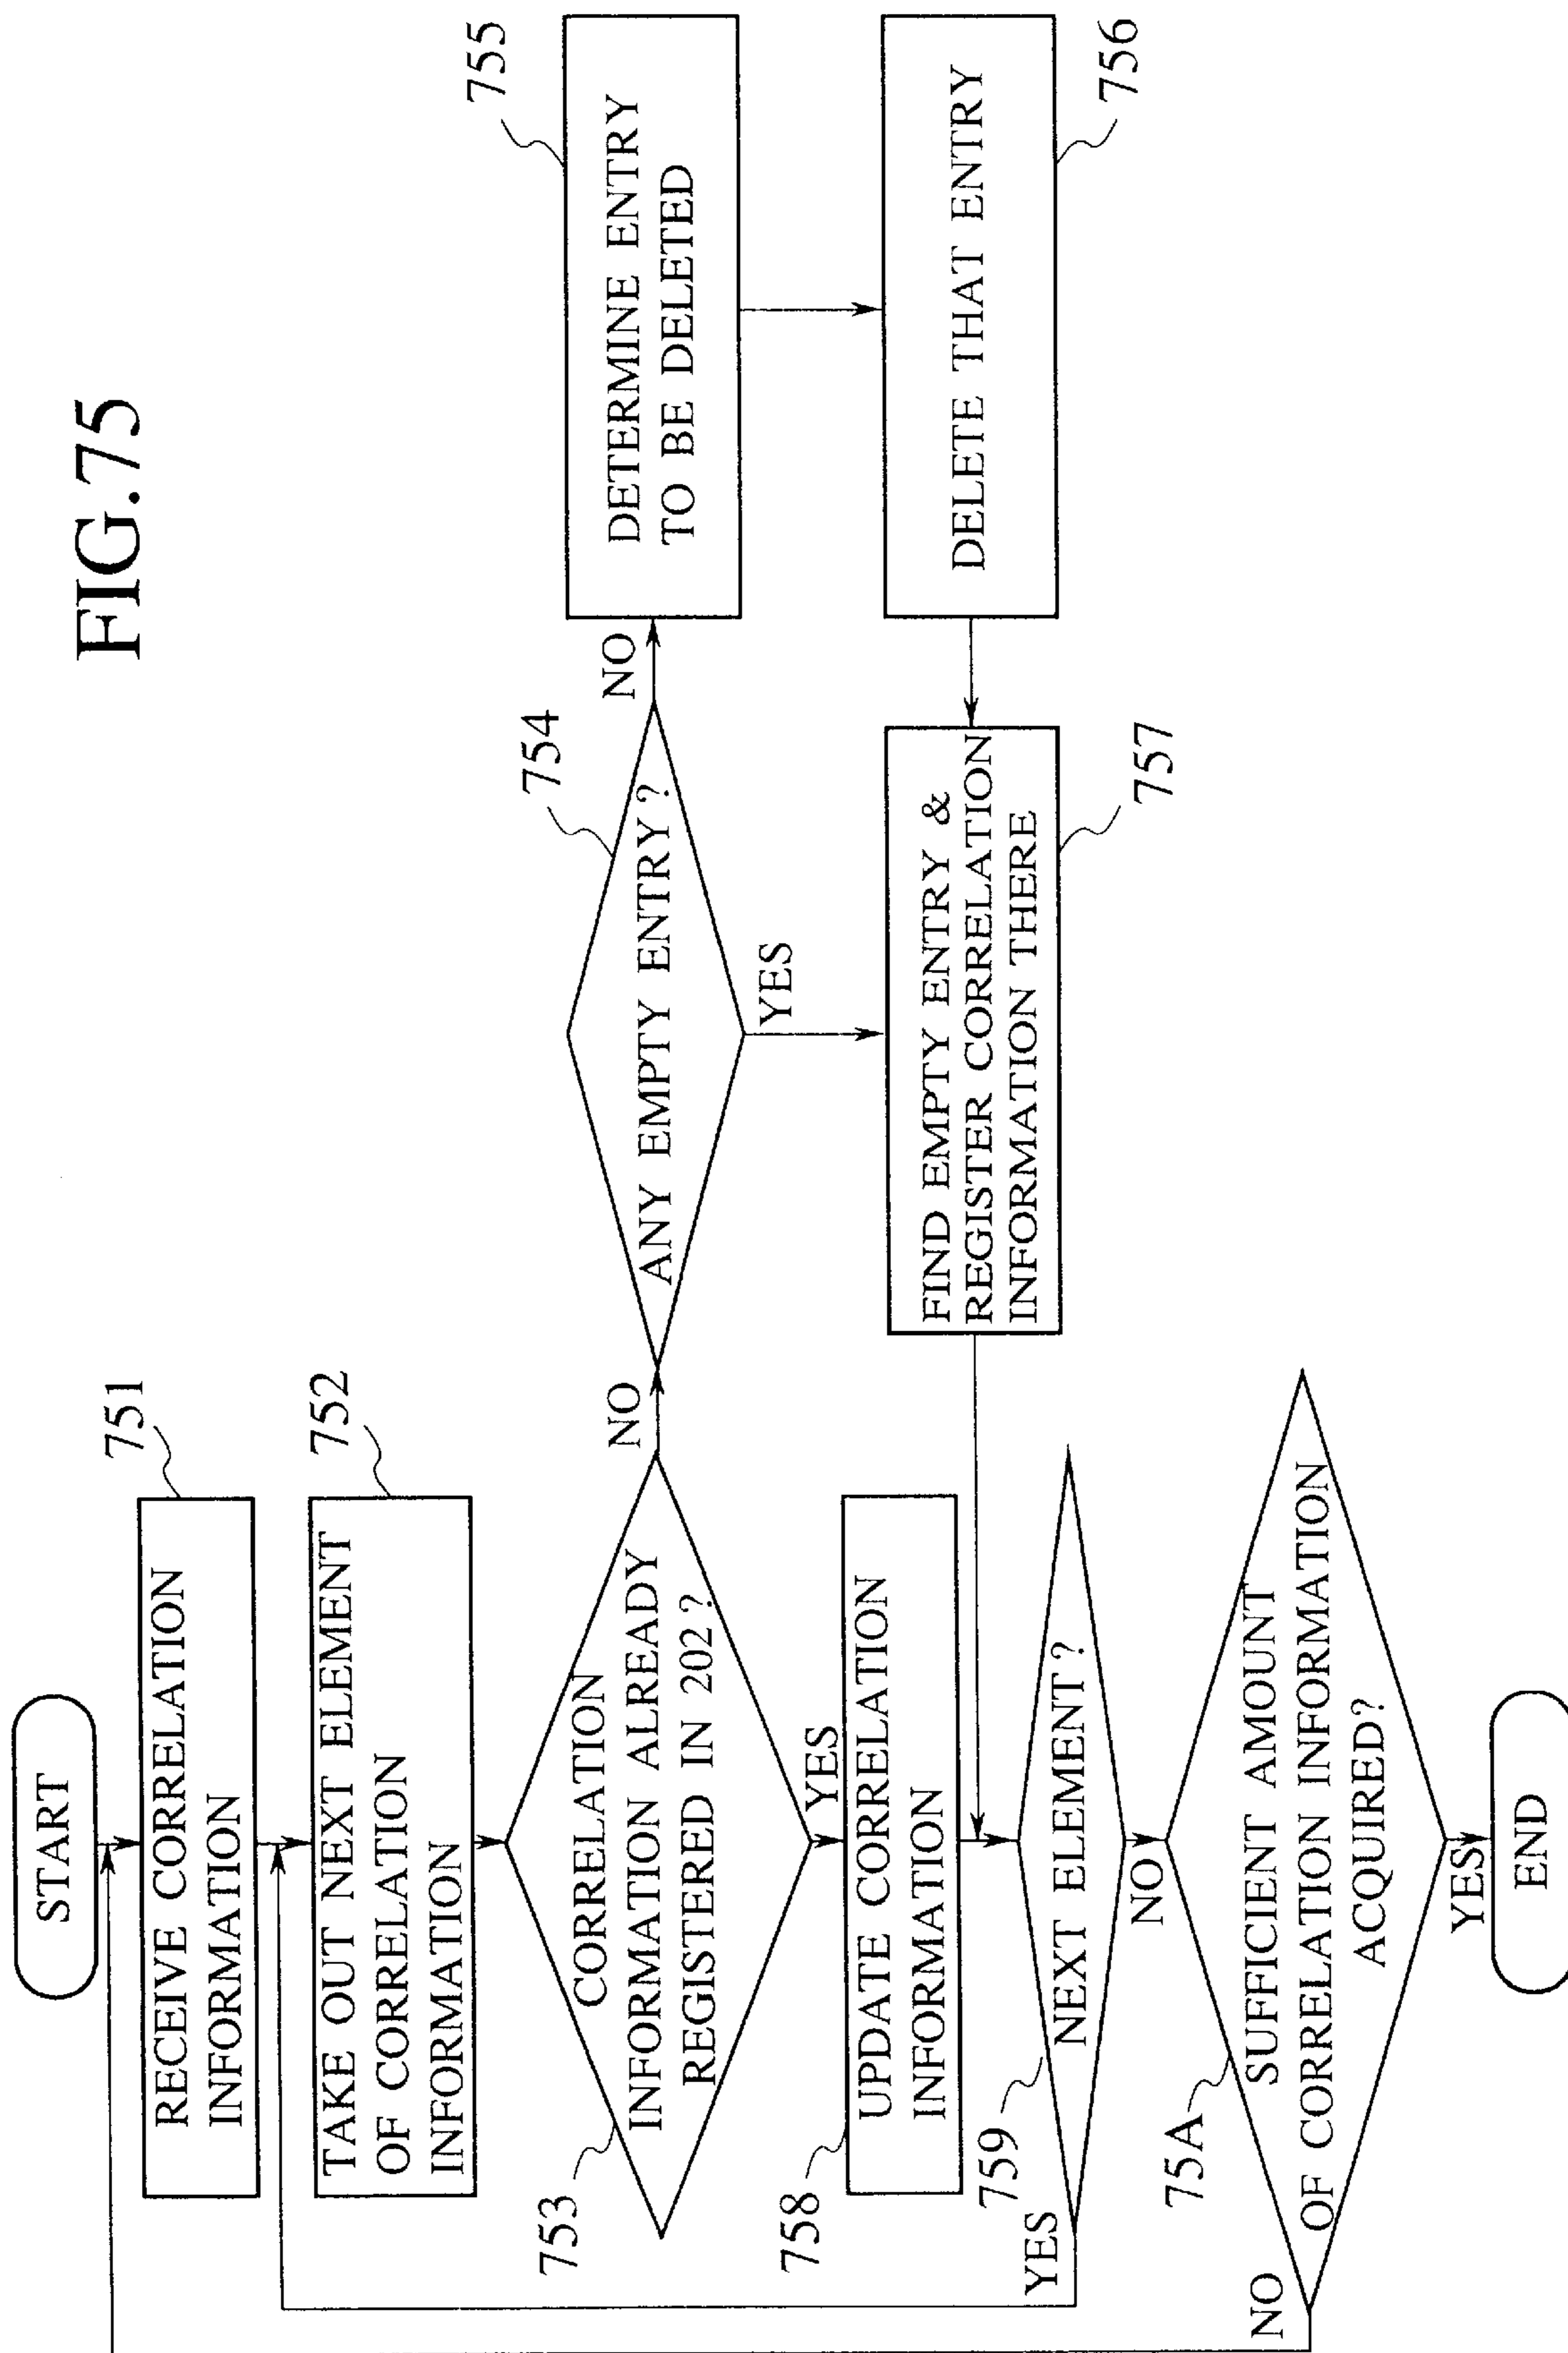 FIG.75
START
RECEIVE CORRELATION
INFORMATION
751
TAKE OUT NEXT ELEMENT
OF CORRELATION
INFORMATION
752
CORRELATION
INFORMATION ALREADY
REGISTERED IN 202?
753
NO
YES
ANY EMPTY ENTRY?
754
NO
YES
DETERMINE ENTRY
TO BE DELETED
755
DELETE THAT ENTRY
756
FIND EMPTY ENTRY &
REGISTER CORRELATION
INFORMATION THERE
757
UPDATE CORRELATION
INFORMATION
758
NEXT ELEMENT?
759
YES
NO
SUFFICIENT AMOUNT
OF CORRELATION INFORMATION
ACQUIRED?
75A
NO
YES
END